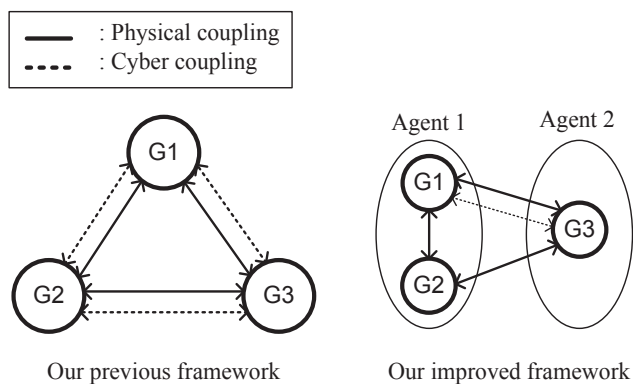 : Physical coupling
: Cyber coupling
G1
G2
G3
Our previous framework
Agent 1
Agent 2
G1
G2
G3
Our improved framework